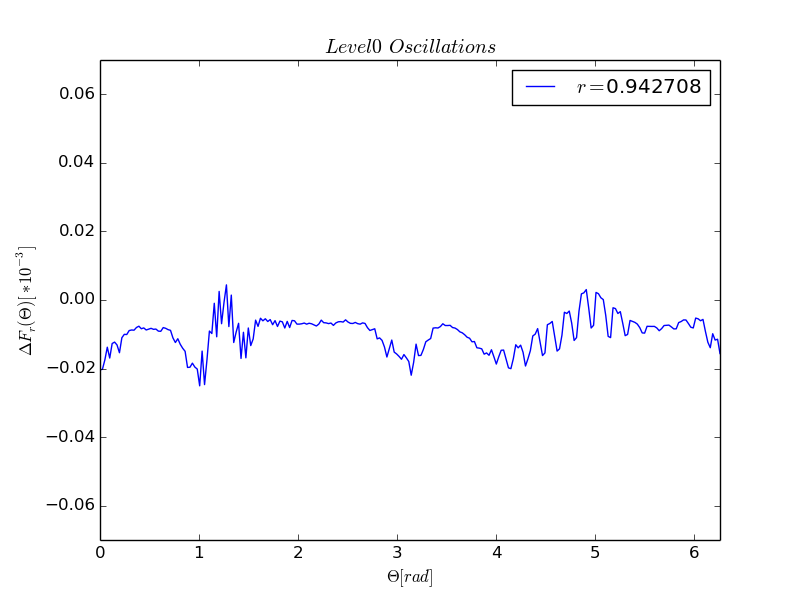 Level0 Oscillations
r=0.942708
0.06
0.04
0.02
0.00
−0.02
−0.04
−0.06
ΔF_r(Θ)[∗10^{−3}]
0 1 2 3 4 5 6
Θ[rad]